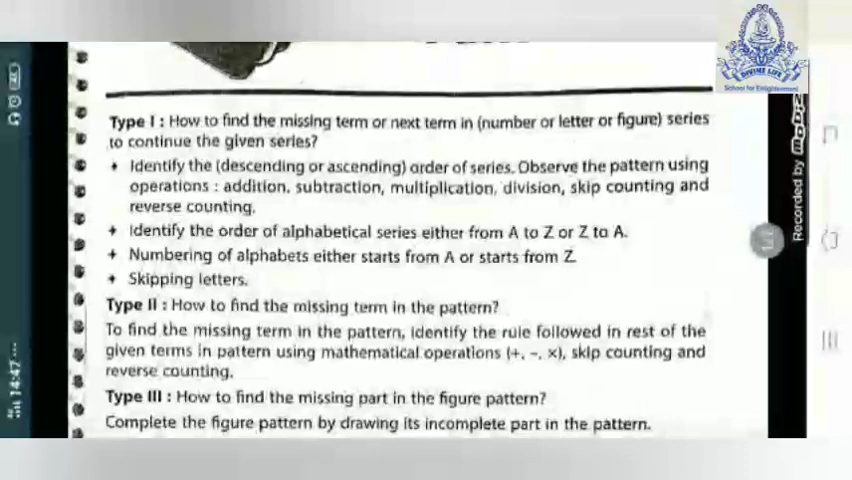 DIVINE LIFE
School for Enlightenment
Type I : How to find the missing term or next term in (number or letter or figure) series
to continue the given series?
+ Identify the (descending or ascending) order of series. Observe the pattern using
operations : addition, subtraction, multiplication, division, skip counting and
reverse counting.
+ Identify the order of alphabetical series either from A to Z or Z to A.
+ Numbering of alphabets either starts from A or starts from Z.
+ Skipping letters.
Type II : How to find the missing term in the pattern?
To find the missing term in the pattern, identify the rule followed in rest of the
given terms in pattern using mathematical operations (+, –, ×), skip counting and
reverse counting.
Type III : How to find the missing part in the figure pattern?
Complete the figure pattern by drawing its incomplete part in the pattern.
14:47
Recorded by